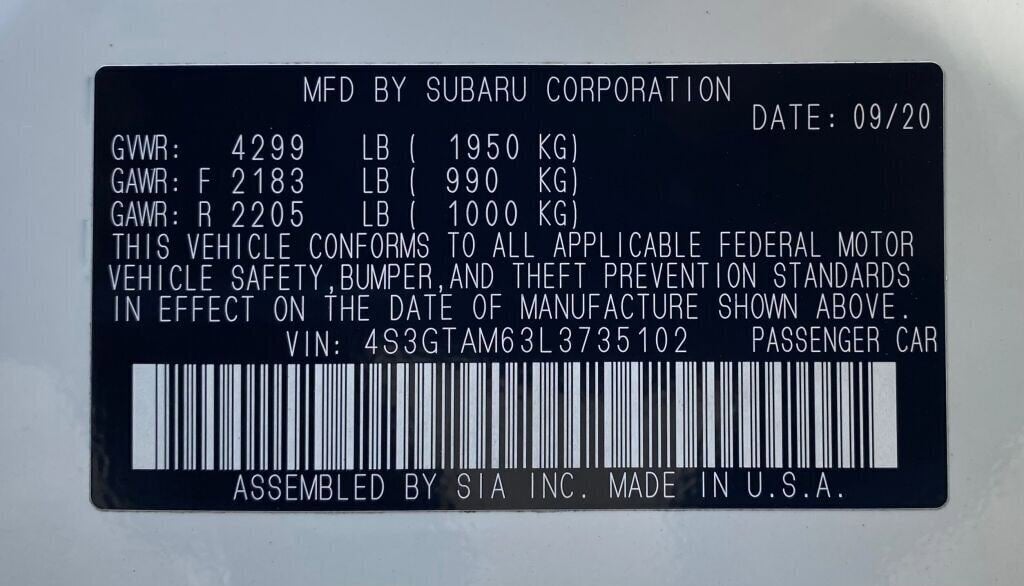 MFD BY SUBARU CORPORATION
DATE: 09/20
GVWR: 4299 LB ( 1950 KG)
GAWR: F 2183 LB ( 990 KG)
GAWR: R 2205 LB ( 1000 KG)
THIS VEHICLE CONFORMS TO ALL APPLICABLE FEDERAL MOTOR
VEHICLE SAFETY,BUMPER,AND THEFT PREVENTION STANDARDS
IN EFFECT ON THE DATE OF MANUFACTURE SHOWN ABOVE.
VIN: 4S3GTAM63L3735102 PASSENGER CAR
ASSEMBLED BY SIA INC. MADE IN U.S.A.